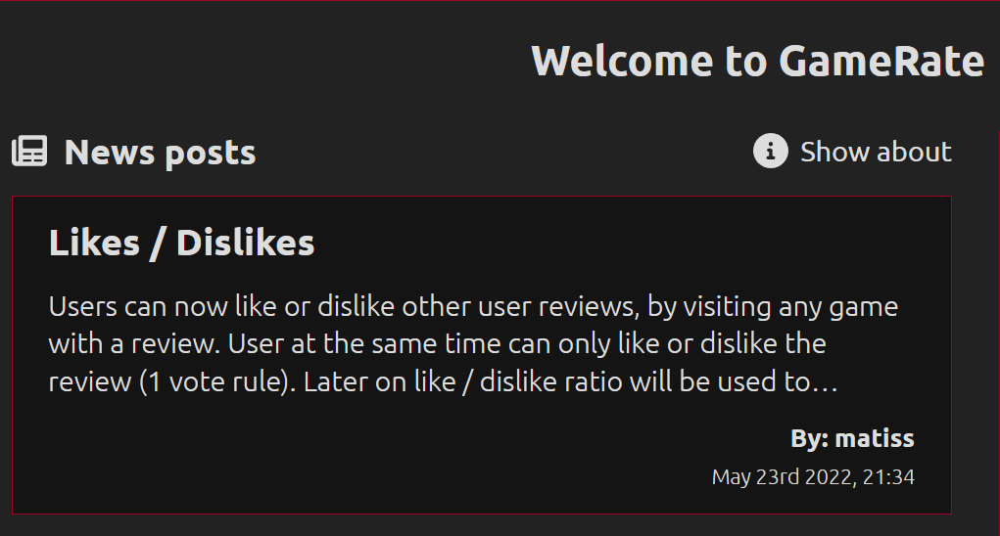 Welcome to GameRate
News posts
Show about
Likes / Dislikes
Users can now like or dislike other user reviews, by visiting any game
with a review. User at the same time can only like or dislike the
review (1 vote rule). Later on like / dislike ratio will be used to…
By: matiss
May 23rd 2022, 21:34